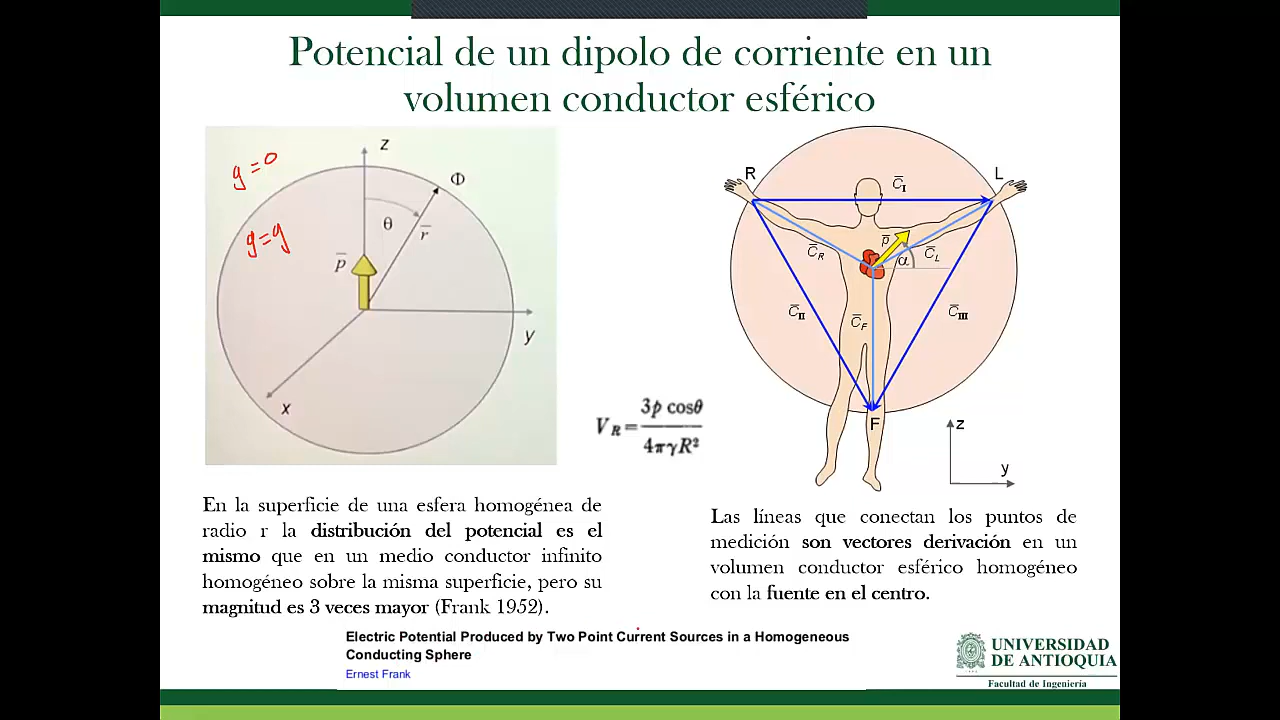 Potencial de un dipolo de corriente en un
volumen conductor esférico
g=0
g=g
z
Φ
θ
r̅
p̅
y
x
R
L
C̅I
p̅
α
C̅R
C̅L
C̅II
C̅F
C̅III
F
z
y
VR = 3p cosθ / 4πγR²
En la superficie de una esfera homogénea de
radio r la distribución del potencial es el
mismo que en un medio conductor infinito
homogéneo sobre la misma superficie, pero su
magnitud es 3 veces mayor (Frank 1952).
Las líneas que conectan los puntos de
medición son vectores derivación en un
volumen conductor esférico homogéneo
con la fuente en el centro.
Electric Potential Produced by Two Point Current Sources in a Homogeneous
Conducting Sphere
Ernest Frank
UNIVERSIDAD
DE ANTIOQUIA
Facultad de Ingeniería